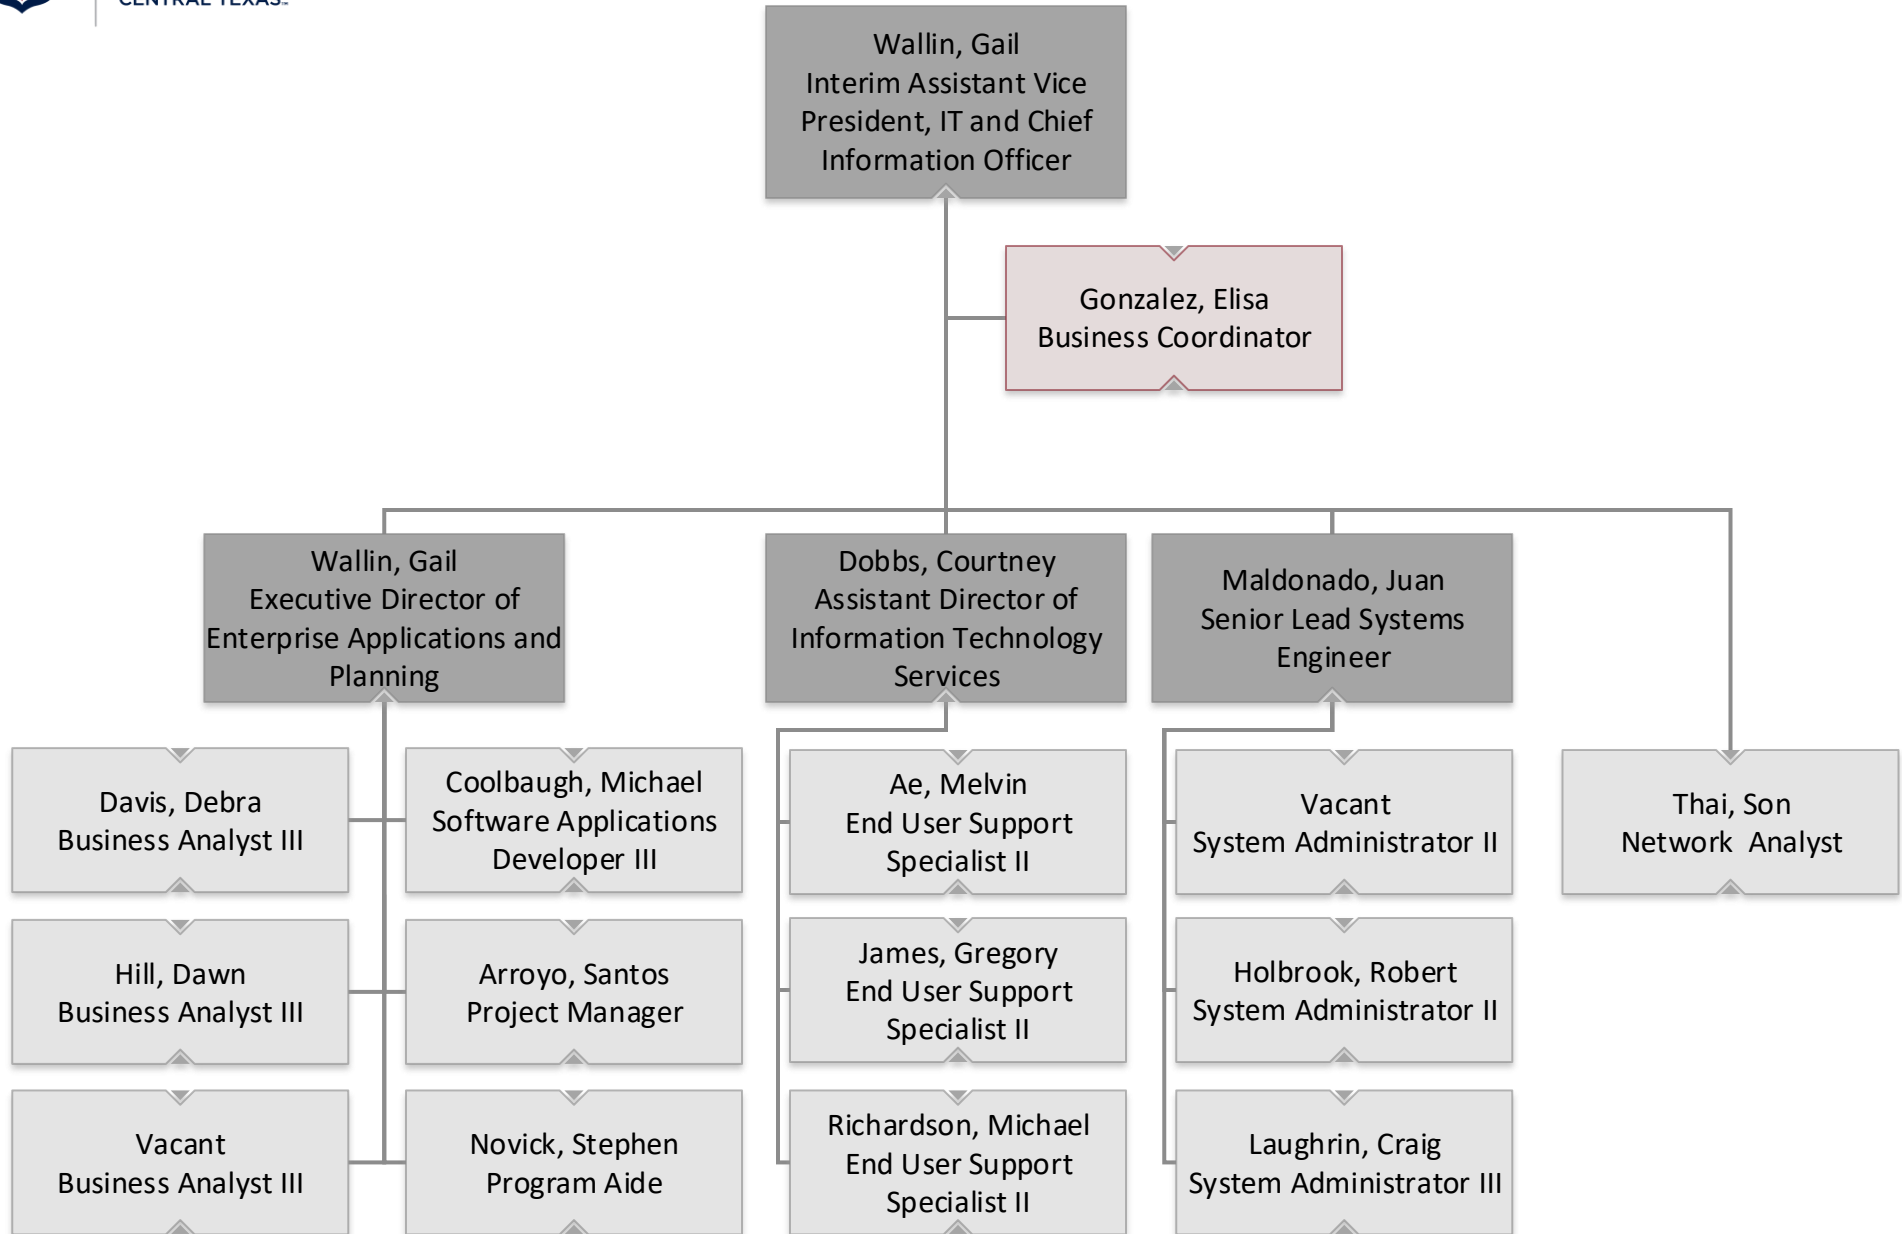 CENTRAL TEXAS
Wallin, Gail
Interim Assistant Vice
President, IT and Chief
Information Officer
Gonzalez, Elisa
Business Coordinator
Wallin, Gail
Executive Director of
Enterprise Applications and
Planning
Dobbs, Courtney
Assistant Director of
Information Technology
Services
Maldonado, Juan
Senior Lead Systems
Engineer
Davis, Debra
Business Analyst III
Coolbaugh, Michael
Software Applications
Developer III
Ae, Melvin
End User Support
Specialist II
Vacant
System Administrator II
Thai, Son
Network  Analyst
Hill, Dawn
Business Analyst III
Arroyo, Santos
Project Manager
James, Gregory
End User Support
Specialist II
Holbrook, Robert
System Administrator II
Vacant
Business Analyst III
Novick, Stephen
Program Aide
Richardson, Michael
End User Support
Specialist II
Laughrin, Craig
System Administrator III